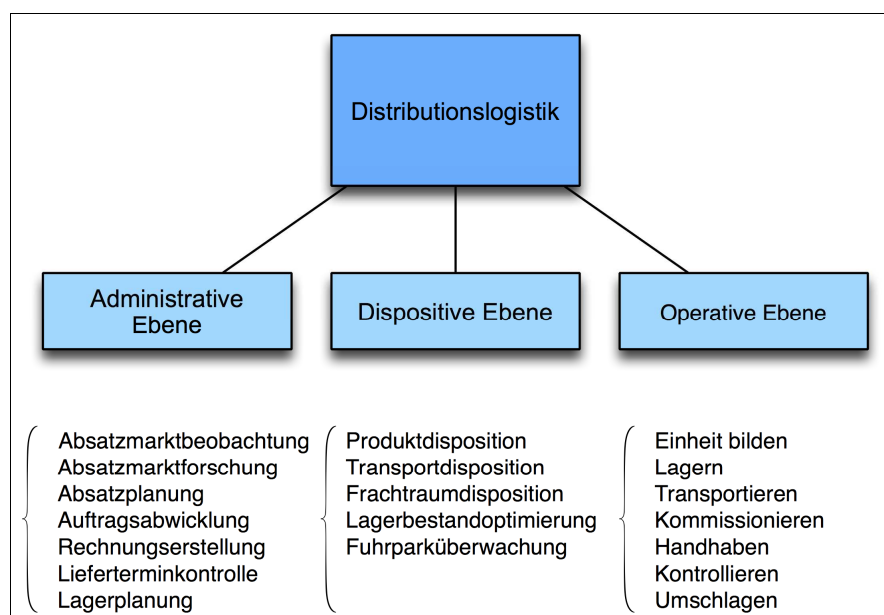 Distributionslogistik
Administrative
Ebene
Dispositive Ebene
Operative Ebene
Absatzmarktbeobachtung
Absatzmarktforschung
Absatzplanung
Auftragsabwicklung
Rechnungserstellung
Lieferterminkontrolle
Lagerplanung
Produktdisposition
Transportdisposition
Frachtraumdisposition
Lagerbestandoptimierung
Fuhrparküberwachung
Einheit bilden
Lagern
Transportieren
Kommissionieren
Handhaben
Kontrollieren
Umschlagen